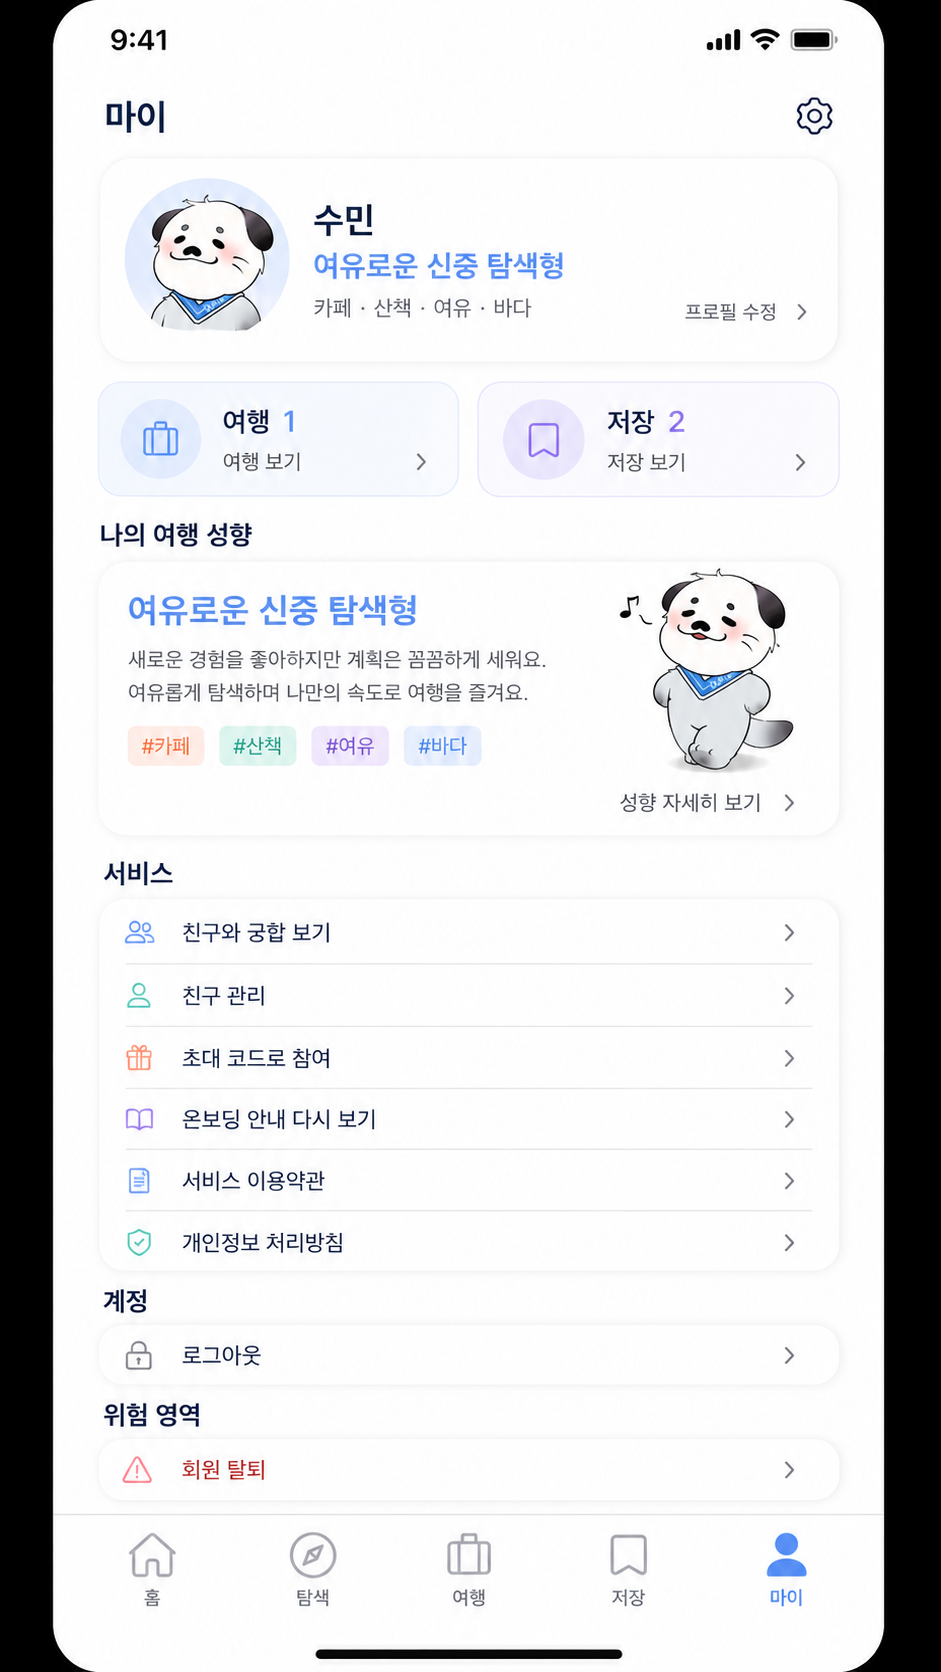 9:41
마이
수민
여유로운 신중 탐색형
카페 · 산책 · 여유 · 바다
프로필 수정
여행 1
여행 보기
저장 2
저장 보기
나의 여행 성향
여유로운 신중 탐색형
새로운 경험을 좋아하지만 계획은 꼼꼼하게 세워요.
여유롭게 탐색하며 나만의 속도로 여행을 즐겨요.
#카페 #산책 #여유 #바다
성향 자세히 보기
서비스
친구와 궁합 보기
친구 관리
초대 코드로 참여
온보딩 안내 다시 보기
서비스 이용약관
개인정보 처리방침
계정
로그아웃
위험 영역
회원 탈퇴
홈 탐색 여행 저장 마이